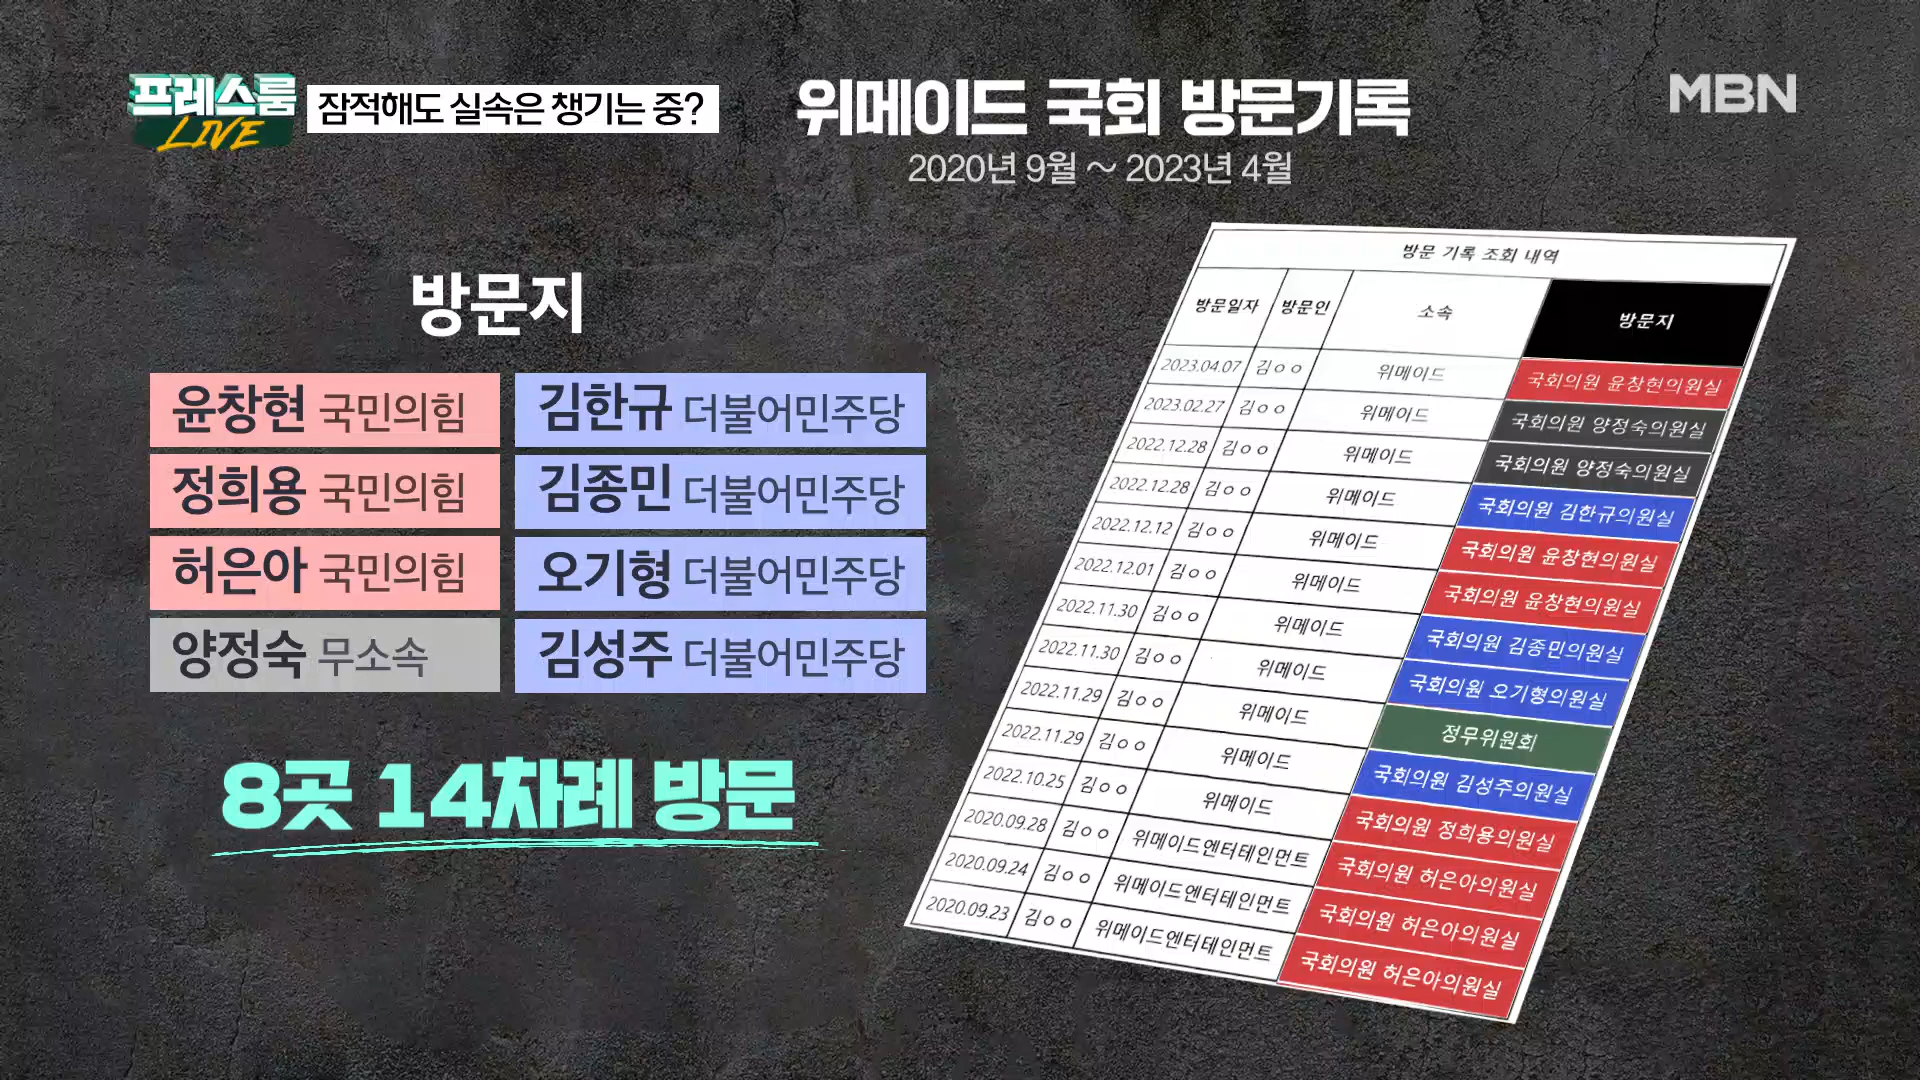 프레스룸
LIVE
잠적해도 실속은 챙기는 중?
위메이드 국회 방문기록
2020년 9월 ~ 2023년 4월
MBN
방문지
윤창현 국민의힘
김한규 더불어민주당
정희용 국민의힘
김종민 더불어민주당
허은아 국민의힘
오기형 더불어민주당
양정숙 무소속
김성주 더불어민주당
8곳 14차례 방문
방문 기록 조회 내역
방문일자 방문인 소속 방문지
2023.04.07 김ㅇㅇ 위메이드 국회의원 윤창현의원실
2023.02.27 김ㅇㅇ 위메이드 국회의원 양정숙의원실
2022.12.28 김ㅇㅇ 위메이드 국회의원 양정숙의원실
2022.12.28 김ㅇㅇ 위메이드 국회의원 김한규의원실
2022.12.12 김ㅇㅇ 위메이드 국회의원 윤창현의원실
2022.12.01 김ㅇㅇ 위메이드 국회의원 윤창현의원실
2022.11.30 김ㅇㅇ 위메이드 국회의원 김종민의원실
2022.11.30 김ㅇㅇ 위메이드 국회의원 오기형의원실
2022.11.29 김ㅇㅇ 위메이드 정무위원회
2022.11.29 김ㅇㅇ 위메이드 국회의원 김성주의원실
2022.10.25 김ㅇㅇ 위메이드 국회의원 정희용의원실
2020.09.28 김ㅇㅇ 위메이드엔터테인먼트 국회의원 허은아의원실
2020.09.24 김ㅇㅇ 위메이드엔터테인먼트 국회의원 허은아의원실
2020.09.23 김ㅇㅇ 위메이드엔터테인먼트 국회의원 허은아의원실